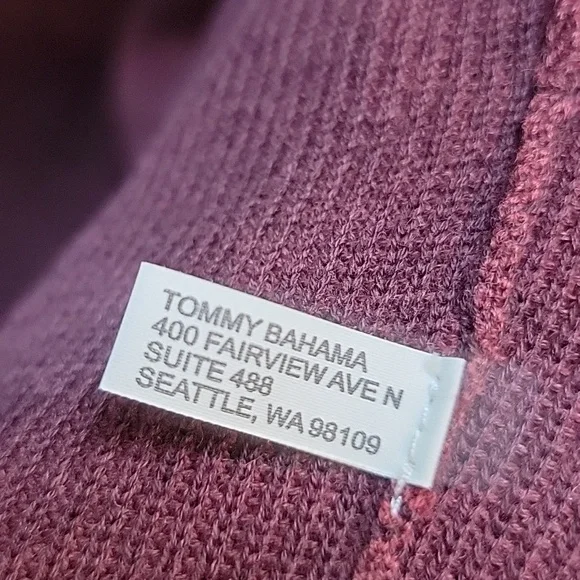 TOMMY BAHAMA
400 FAIRVIEW AVE N
SUITE 488
SEATTLE, WA 98109